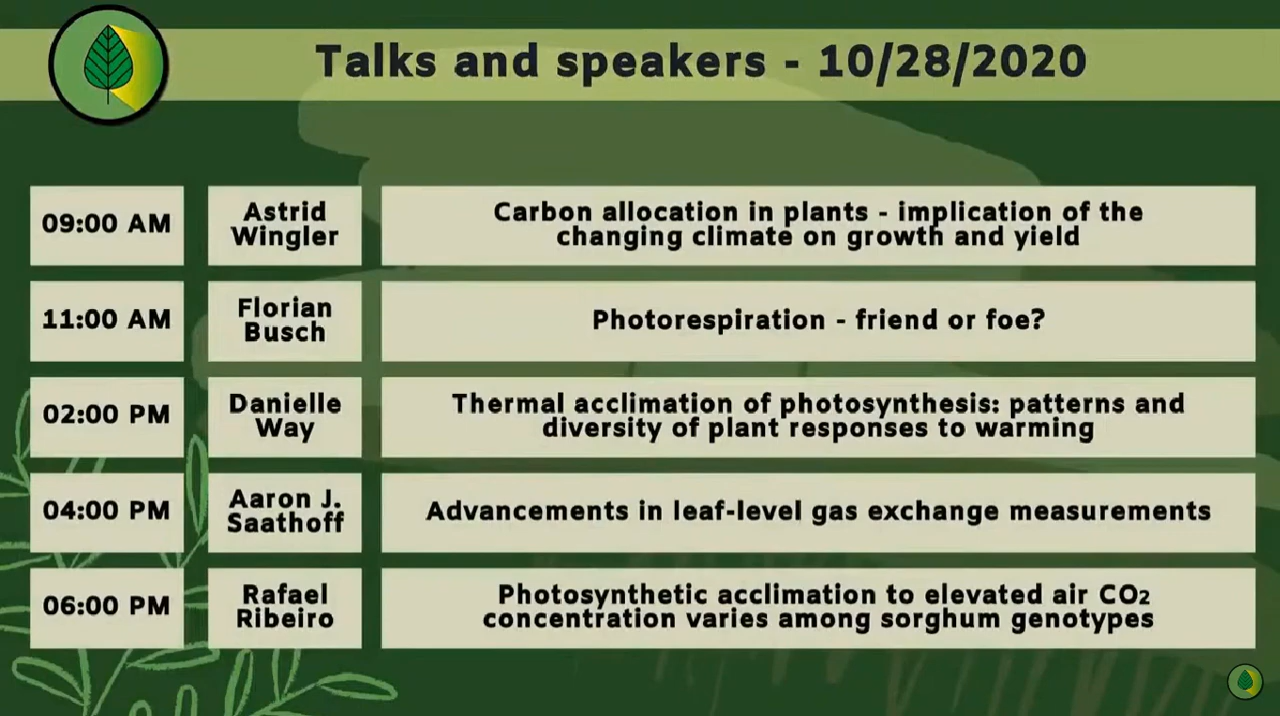 Talks and speakers - 10/28/2020
09:00 AM
Astrid
Wingler
Carbon allocation in plants - implication of the
changing climate on growth and yield
11:00 AM
Florian
Busch
Photorespiration - friend or foe?
02:00 PM
Danielle
Way
Thermal acclimation of photosynthesis: patterns and
diversity of plant responses to warming
04:00 PM
Aaron J.
Saathoff
Advancements in leaf-level gas exchange measurements
06:00 PM
Rafael
Ribeiro
Photosynthetic acclimation to elevated air CO₂
concentration varies among sorghum genotypes